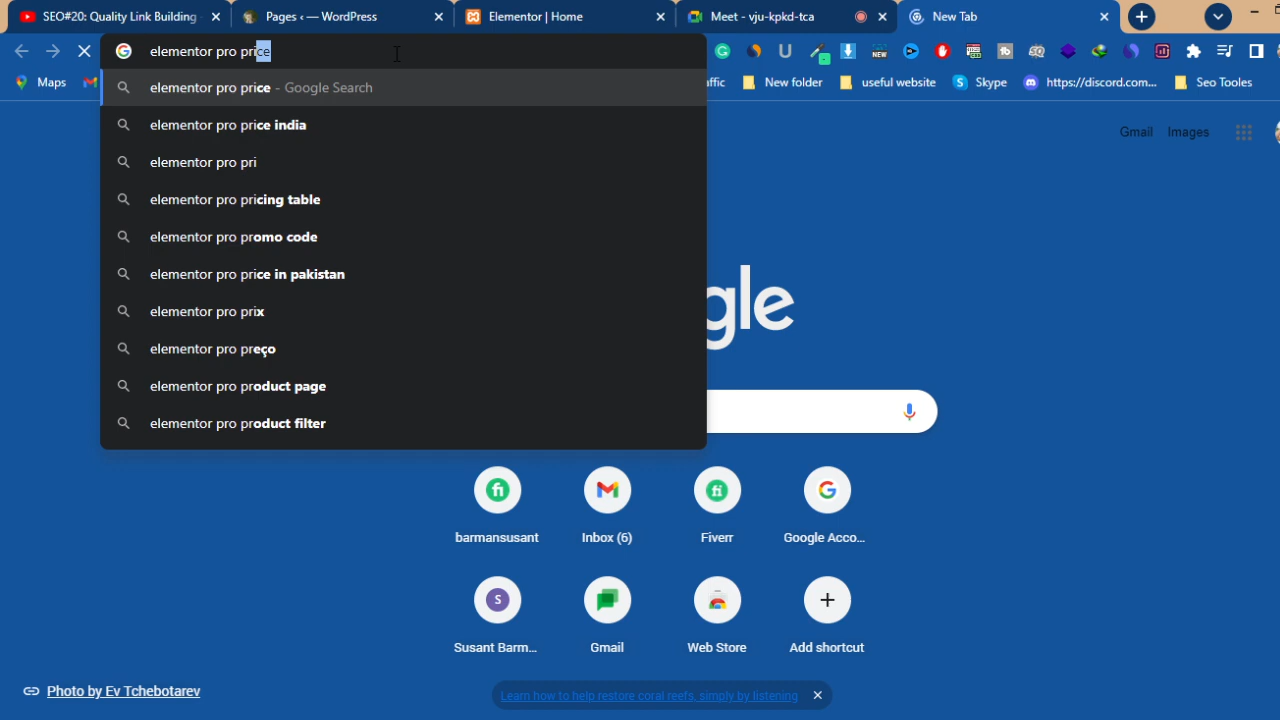 SEO#20: Quality Link Building
Pages ‹ — WordPress
Elementor | Home
Meet - vju-kpkd-tca
New Tab
elementor pro price
NEW
Maps
ffic
New folder
useful website
Skype
https://discord.com...
Seo Tooles
elementor pro price - Google Search
elementor pro price india
elementor pro pri
elementor pro pricing table
elementor pro promo code
elementor pro price in pakistan
elementor pro prix
elementor pro preço
elementor pro product page
elementor pro product filter
Gmail
Images
gle
barmansusant
Inbox (6)
Fiverr
Google Acco...
S
Susant Barm...
Gmail
Web Store
Add shortcut
Photo by Ev Tchebotarev
Learn how to help restore coral reefs, simply by listening